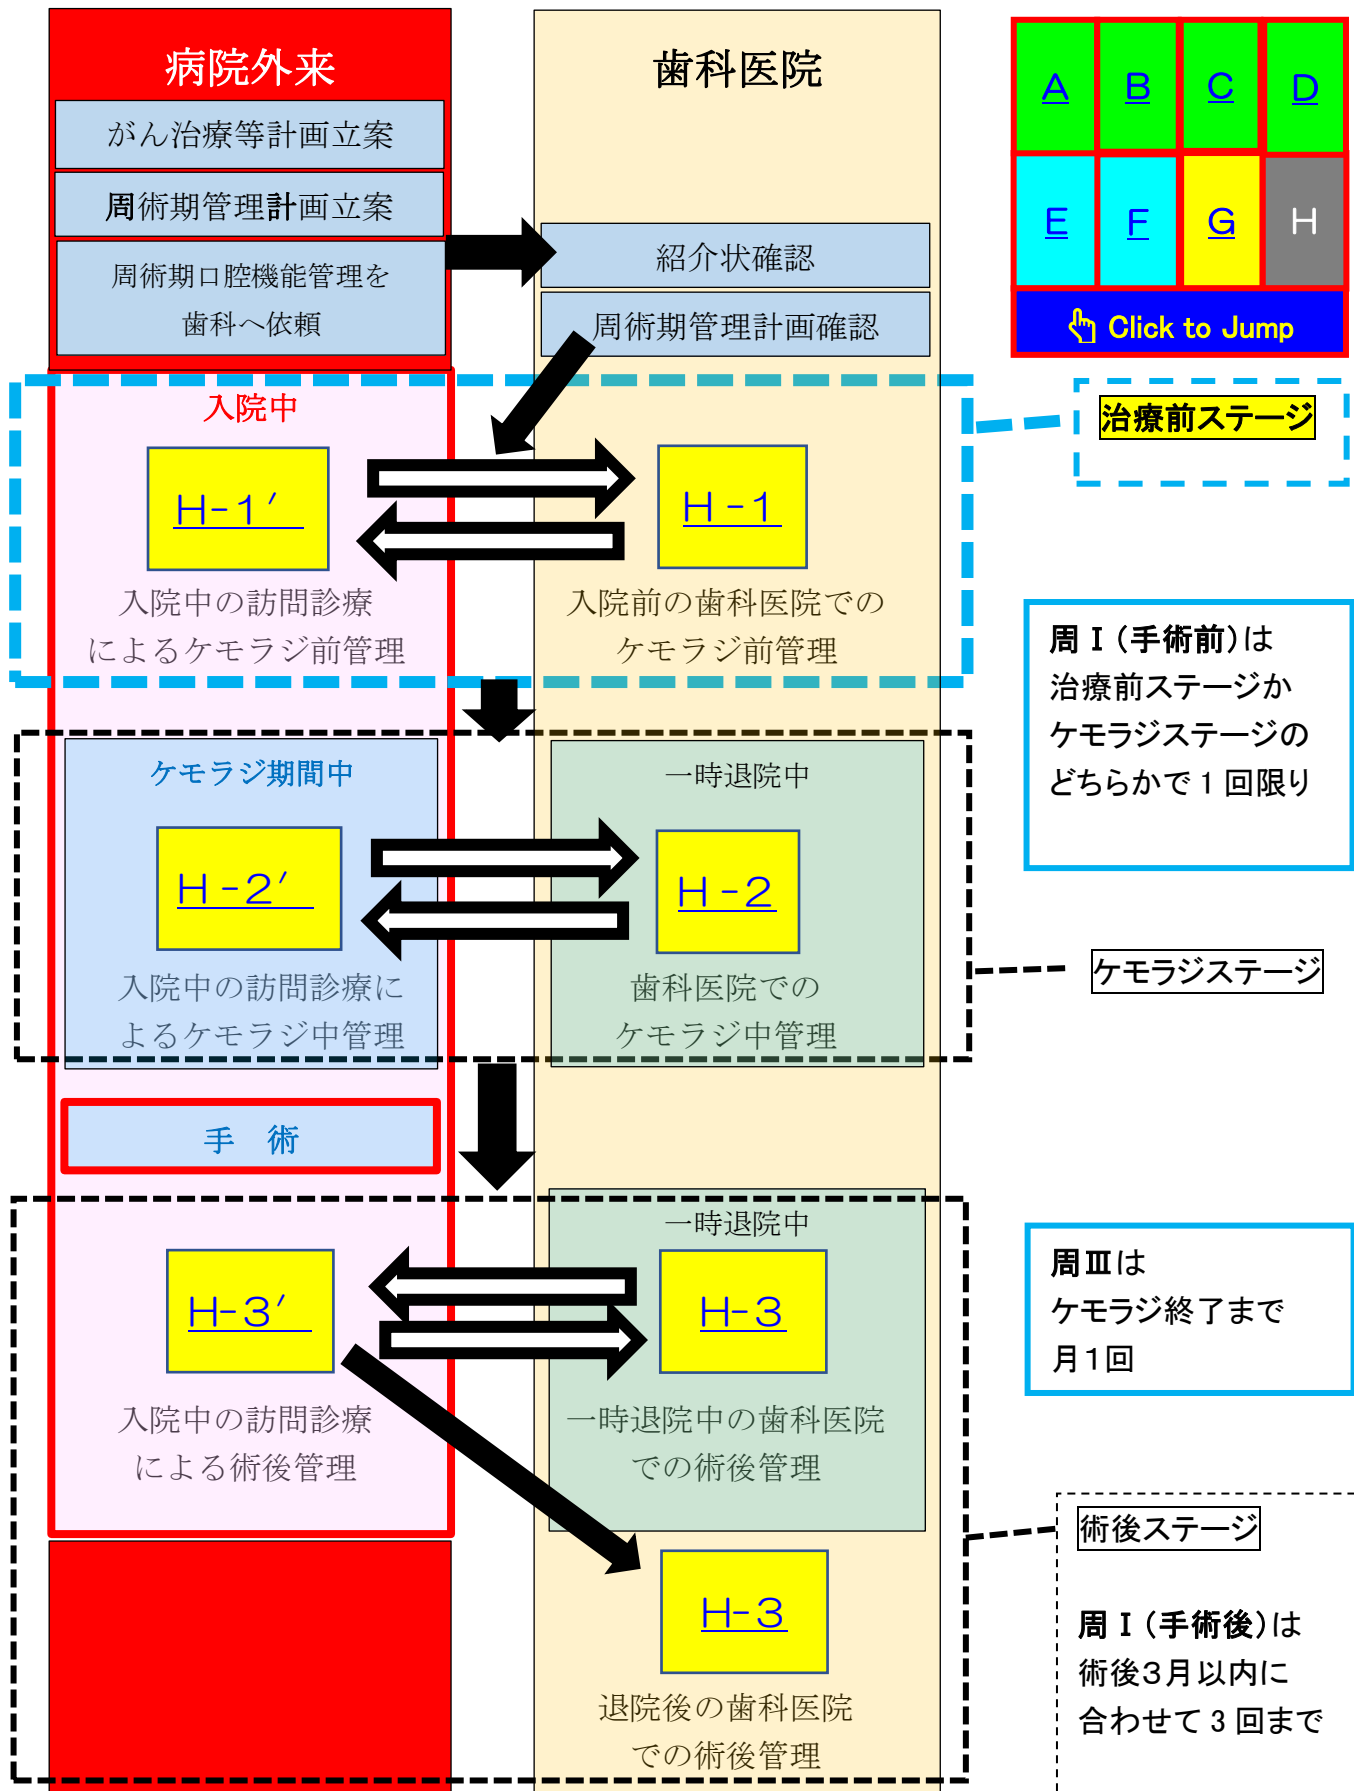 病院外来
がん治療等計画立案
周術期管理計画立案
周術期口腔機能管理を
歯科へ依頼
歯科医院
紹介状確認
周術期管理計画確認
A B C D
E F G H
Click to Jump
入院中
H-1′
入院中の訪問診療
によるケモラジ前管理
H-1
入院前の歯科医院での
ケモラジ前管理
治療前ステージ
周Ⅰ(手術前)は
治療前ステージか
ケモラジステージの
どちらかで1回限り
ケモラジ期間中
H-2′
入院中の訪問診療に
よるケモラジ中管理
一時退院中
H-2
歯科医院での
ケモラジ中管理
ケモラジステージ
手 術
H-3′
入院中の訪問診療
による術後管理
一時退院中
H-3
一時退院中の歯科医院
での術後管理
周Ⅲは
ケモラジ終了まで
月1回
H-3
退院後の歯科医院
での術後管理
術後ステージ
周Ⅰ(手術後)は
術後3月以内に
合わせて3回まで